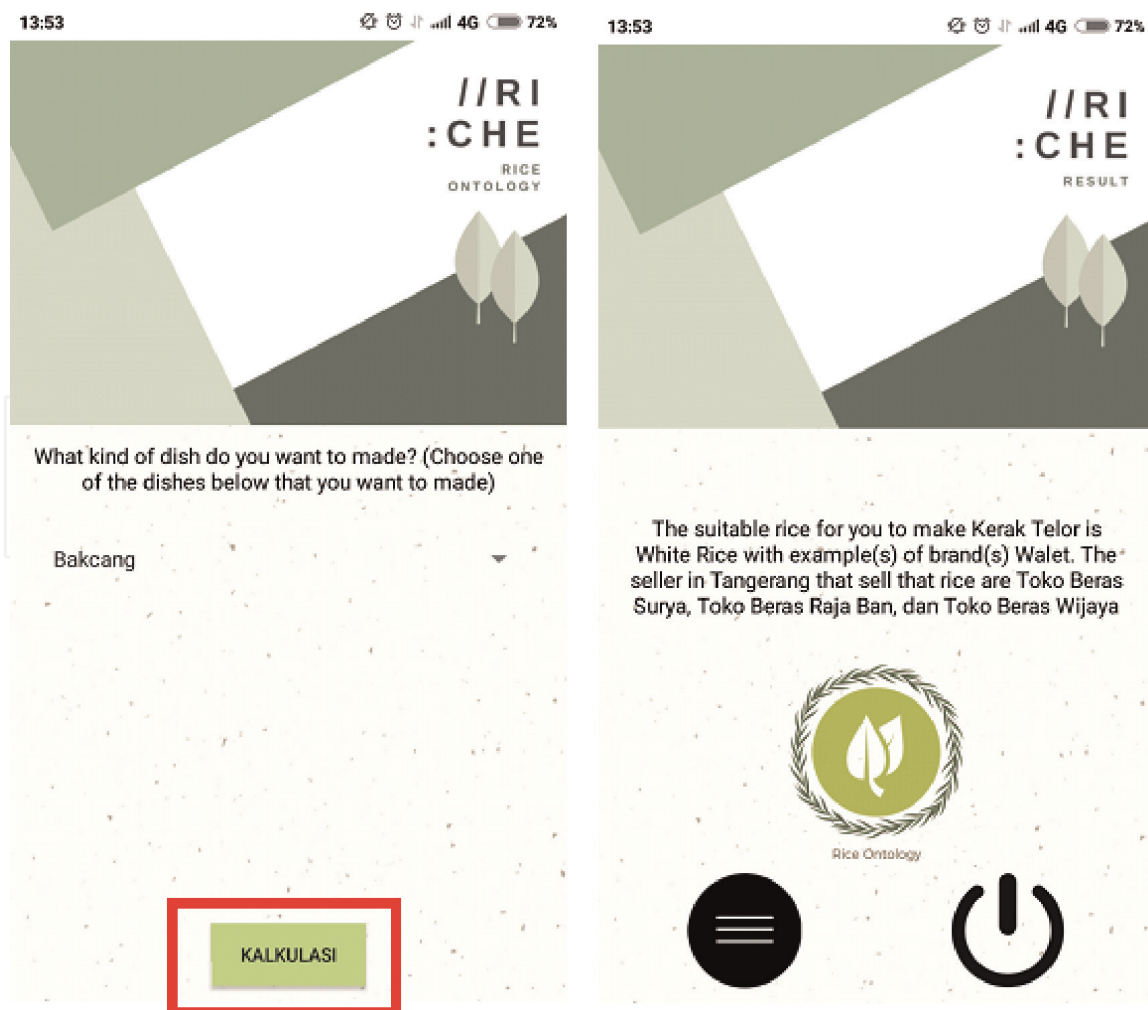 13:53
4G
72%
//RI
:CHE
RICE
ONTOLOGY
What kind of dish do you want to made? (Choose one
of the dishes below that you want to made)
Bakcang
KALKULASI
13:53
4G
72%
//RI
:CHE
RESULT
The suitable rice for you to make Kerak Telor is
White Rice with example(s) of brand(s) Walet. The
seller in Tangerang that sell that rice are Toko Beras
Surya, Toko Beras Raja Ban, dan Toko Beras Wijaya
Rice Ontology